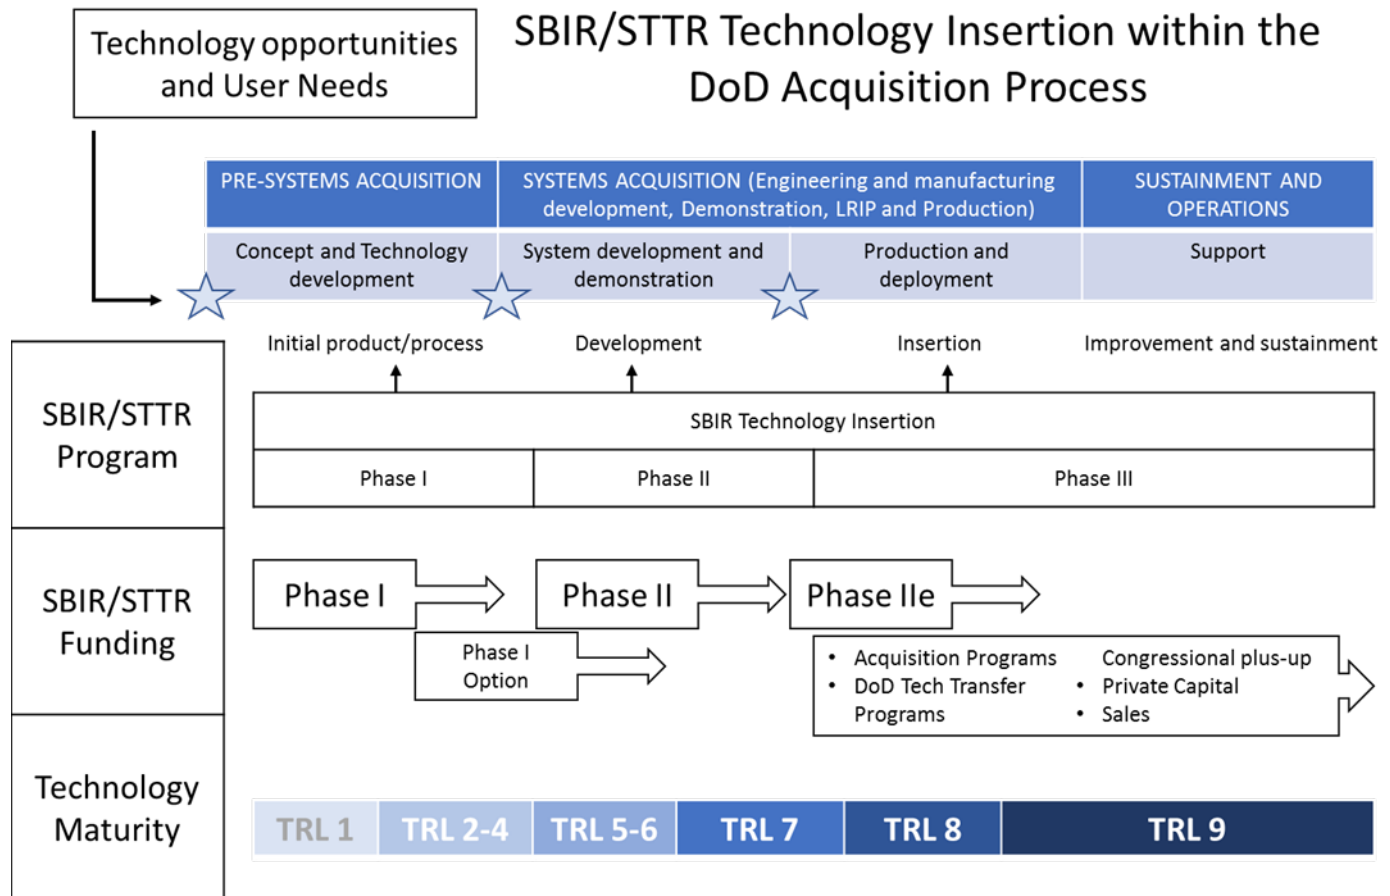 Technology opportunities
and User Needs
SBIR/STTR Technology Insertion within the
DoD Acquisition Process
PRE-SYSTEMS ACQUISITION
SYSTEMS ACQUISITION (Engineering and manufacturing
development, Demonstration, LRIP and Production)
SUSTAINMENT AND
OPERATIONS
Concept and Technology
development
System development and
demonstration
Production and
deployment
Support
Initial product/process
Development
Insertion
Improvement and sustainment
SBIR/STTR
Program
SBIR Technology Insertion
Phase I
Phase II
Phase III
SBIR/STTR
Funding
Phase I
Phase II
Phase IIe
Phase I
Option
• Acquisition Programs
• DoD Tech Transfer
Programs
Congressional plus-up
• Private Capital
• Sales
Technology
Maturity
TRL 1
TRL 2-4
TRL 5-6
TRL 7
TRL 8
TRL 9